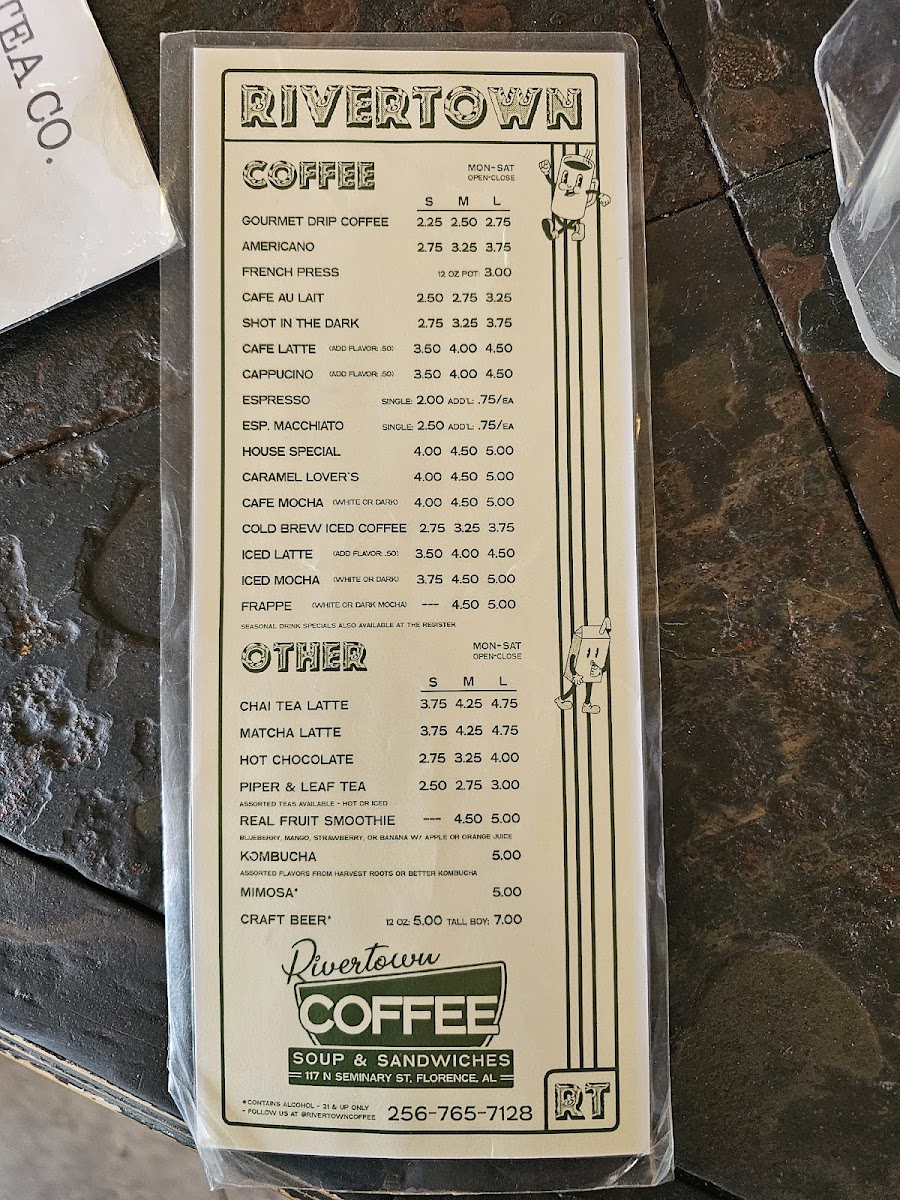 TEA CO.
RIVERTOWN
COFFEE MON-SAT
OPEN-CLOSE
S M L
GOURMET DRIP COFFEE 2.25 2.50 2.75
AMERICANO 2.75 3.25 3.75
FRENCH PRESS 12 OZ POT: 3.00
CAFE AU LAIT 2.50 2.75 3.25
SHOT IN THE DARK 2.75 3.25 3.75
CAFE LATTE (ADD FLAVOR: .50) 3.50 4.00 4.50
CAPPUCINO (ADD FLAVOR: .50) 3.50 4.00 4.50
ESPRESSO SINGLE: 2.00 ADD'L: .75/EA
ESP. MACCHIATO SINGLE: 2.50 ADD'L: .75/EA
HOUSE SPECIAL 4.00 4.50 5.00
CARAMEL LOVER'S 4.00 4.50 5.00
CAFE MOCHA (WHITE OR DARK) 4.00 4.50 5.00
COLD BREW ICED COFFEE 2.75 3.25 3.75
ICED LATTE (ADD FLAVOR: .50) 3.50 4.00 4.50
ICED MOCHA (WHITE OR DARK) 3.75 4.50 5.00
FRAPPE (WHITE OR DARK MOCHA) --- 4.50 5.00
SEASONAL DRINK SPECIALS ALSO AVAILABLE AT THE REGISTER
OTHER MON-SAT
OPEN-CLOSE
S M L
CHAI TEA LATTE 3.75 4.25 4.75
MATCHA LATTE 3.75 4.25 4.75
HOT CHOCOLATE 2.75 3.25 4.00
PIPER & LEAF TEA 2.50 2.75 3.00
ASSORTED TEAS AVAILABLE - HOT OR ICED
REAL FRUIT SMOOTHIE --- 4.50 5.00
BLUEBERRY, MANGO, STRAWBERRY, OR BANANA W/ APPLE OR ORANGE JUICE
KOMBUCHA 5.00
ASSORTED FLAVORS FROM HARVEST ROOTS OR BETTER KOMBUCHA
MIMOSA* 5.00
CRAFT BEER* 12 OZ: 5.00 TALL BOY: 7.00
Rivertown
COFFEE
SOUP & SANDWICHES
117 N SEMINARY ST, FLORENCE, AL
*CONTAINS ALCOHOL - 21 & UP ONLY
- FOLLOW US AT @RIVERTOWNCOFFEE
256-765-7128
RT